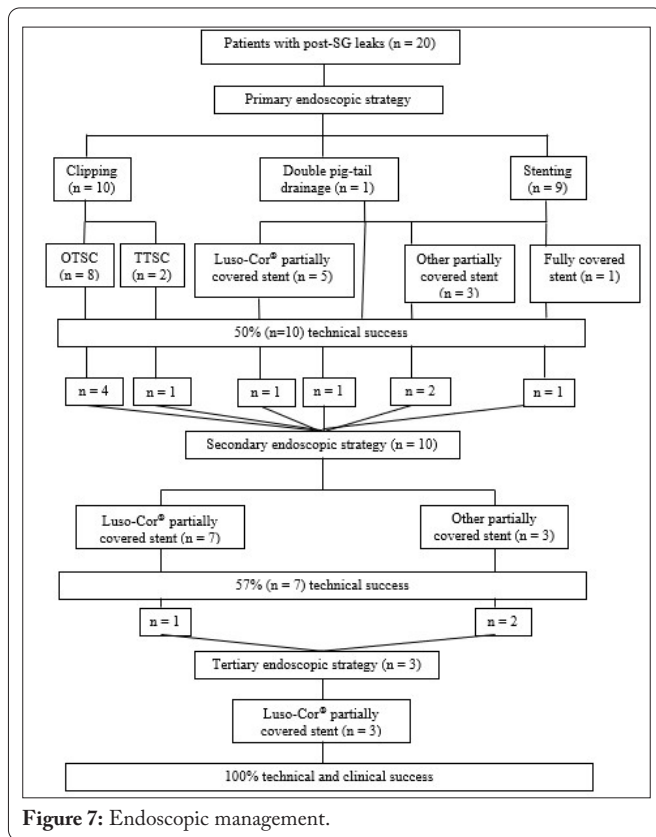 Patients with post-SG leaks (n = 20)
Primary endoscopic strategy
Clipping
(n = 10)
Double pig-tail
drainage (n = 1)
Stenting
(n = 9)
OTSC
(n = 8)
TTSC
(n = 2)
Luso-Cor® partially
covered stent (n = 5)
Other partially
covered stent
(n = 3)
Fully covered
stent (n = 1)
50% (n=10) technical success
n = 4
n = 1
n = 1
n = 1
n = 2
n = 1
Secondary endoscopic strategy (n = 10)
Luso-Cor® partially
covered stent (n = 7)
Other partially
covered stent (n = 3)
57% (n = 7) technical success
n = 1
n = 2
Tertiary endoscopic strategy (n = 3)
Luso-Cor® partially
covered stent (n = 3)
100% technical and clinical success
Figure 7: Endoscopic management.